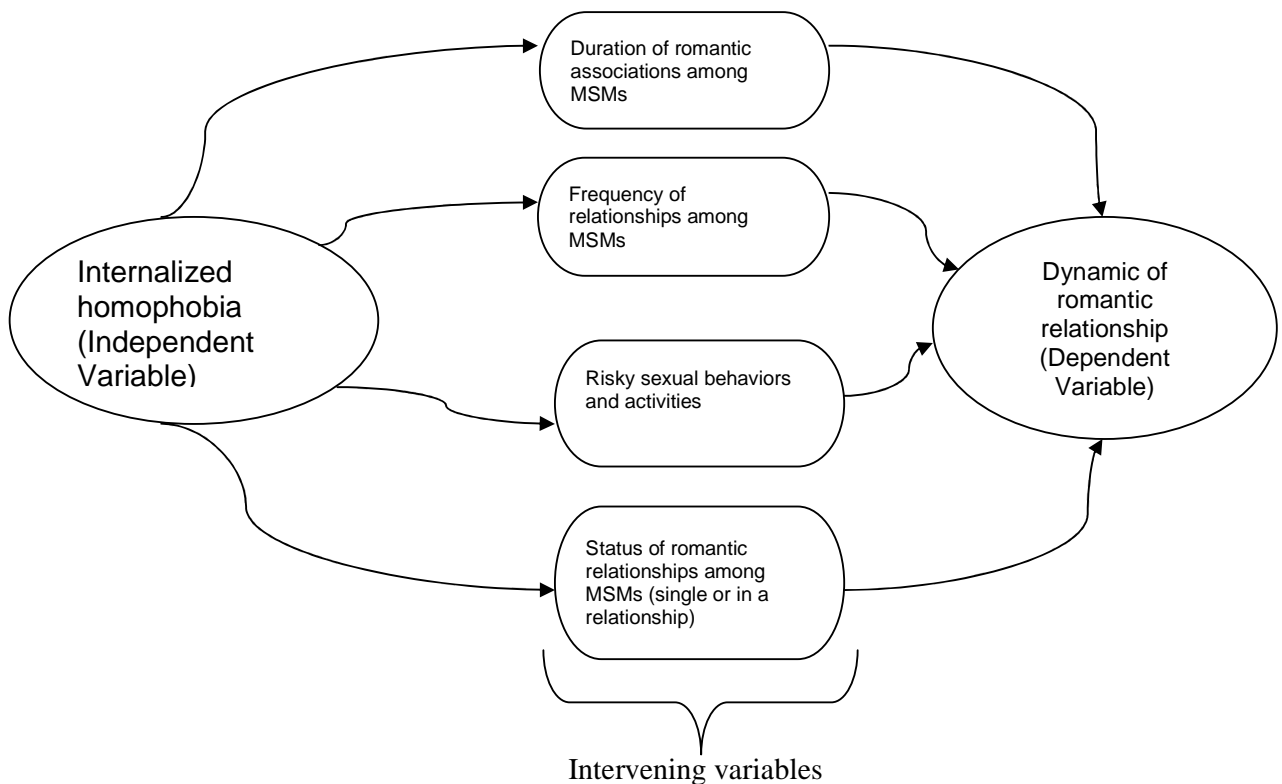 Duration of romantic
associations among
MSMs
Frequency of
relationships among
MSMs
Internalized
homophobia
(Independent
Variable)
Dynamic of
romantic
relationship
(Dependent
Variable)
Risky sexual behaviors
and activities
Status of romantic
relationships among
MSMs (single or in a
relationship)
Intervening variables